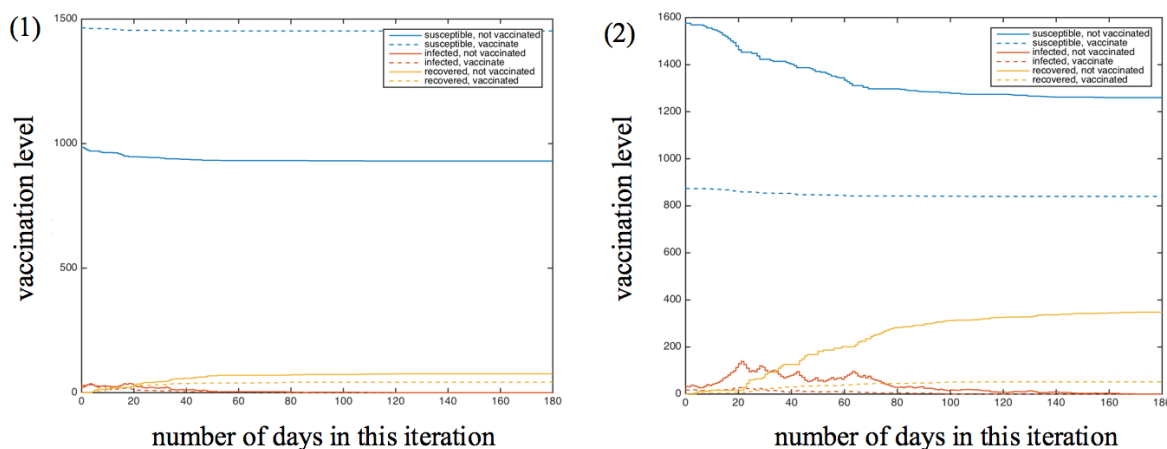 (1)
1500
1000
500
0
vaccination level
susceptible, not vaccinated
susceptible, vaccinate
infected, not vaccinated
infected, vaccinate
recovered, not vaccinated
recovered, vaccinated
0 20 40 60 80 100 120 140 160 180
number of days in this iteration
(2)
1600
1400
1200
1000
800
600
400
200
0
vaccination level
susceptible, not vaccinated
susceptible, vaccinate
infected, not vaccinated
infected, vaccinate
recovered, not vaccinated
recovered, vaccinated
0 20 40 60 80 100 120 140 160 180
number of days in this iteration